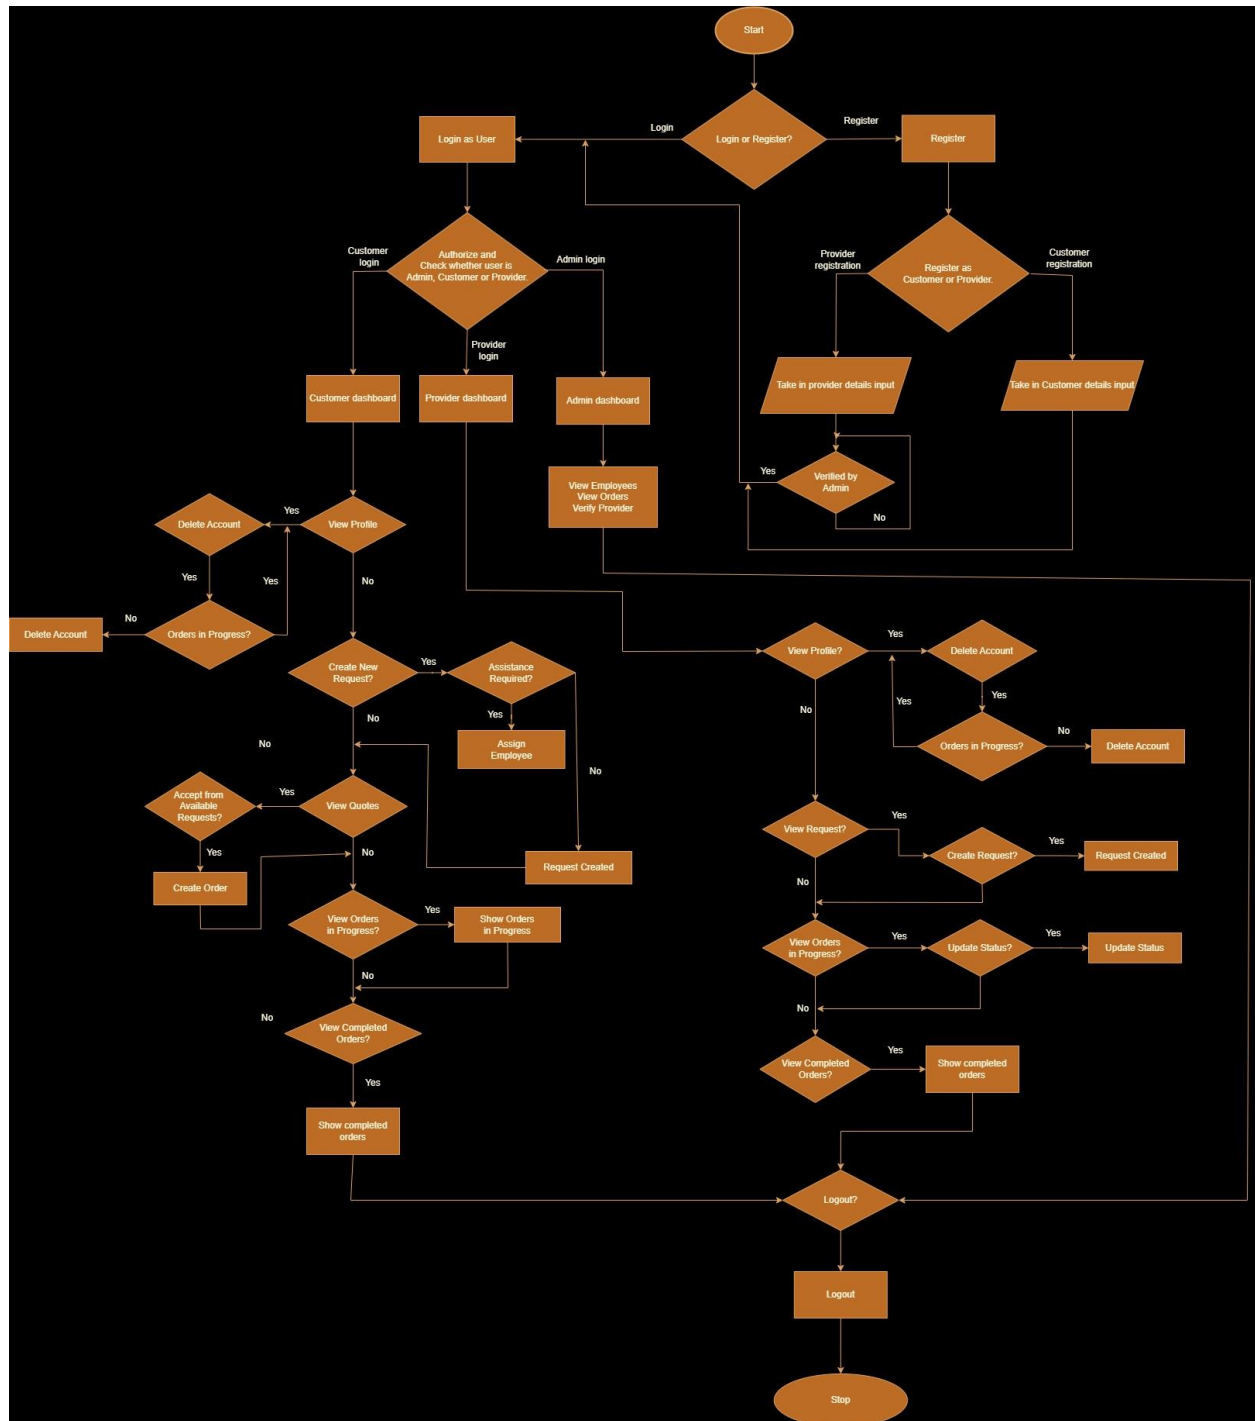 Start
Login
Register
Login as User
Login or Register?
Register
Customer
login
Authorize and
Check whether user is
Admin, Customer or Provider.
Admin login
Provider
registration
Register as
Customer or Provider.
Customer
registration
Provider
login
Customer dashboard
Provider dashboard
Admin dashboard
Take in provider details input
Take in Customer details input
Yes
Verified by
Admin
No
View Employees
View Orders
Verify Provider
Delete Account
Yes
View Profile
Yes
Yes
No
Delete Account
No
Orders in Progress?
View Profile?
Yes
Delete Account
Yes
Yes
No
Orders in Progress?
No
Delete Account
Create New
Request?
Yes
Assistance
Required?
No
Yes
Assign
Employee
No
No
Accept from
Available
Requests?
Yes
View Quotes
Yes
No
Create Order
Request Created
View Request?
Yes
Create Request?
Yes
Request Created
No
View Orders
in Progress?
Yes
Show Orders
in Progress
View Orders
in Progress?
Yes
Update Status?
Yes
Update Status
No
No
No
View Completed
Orders?
Yes
View Completed
Orders?
Yes
Show completed
orders
Show completed
orders
Logout?
Logout
Stop